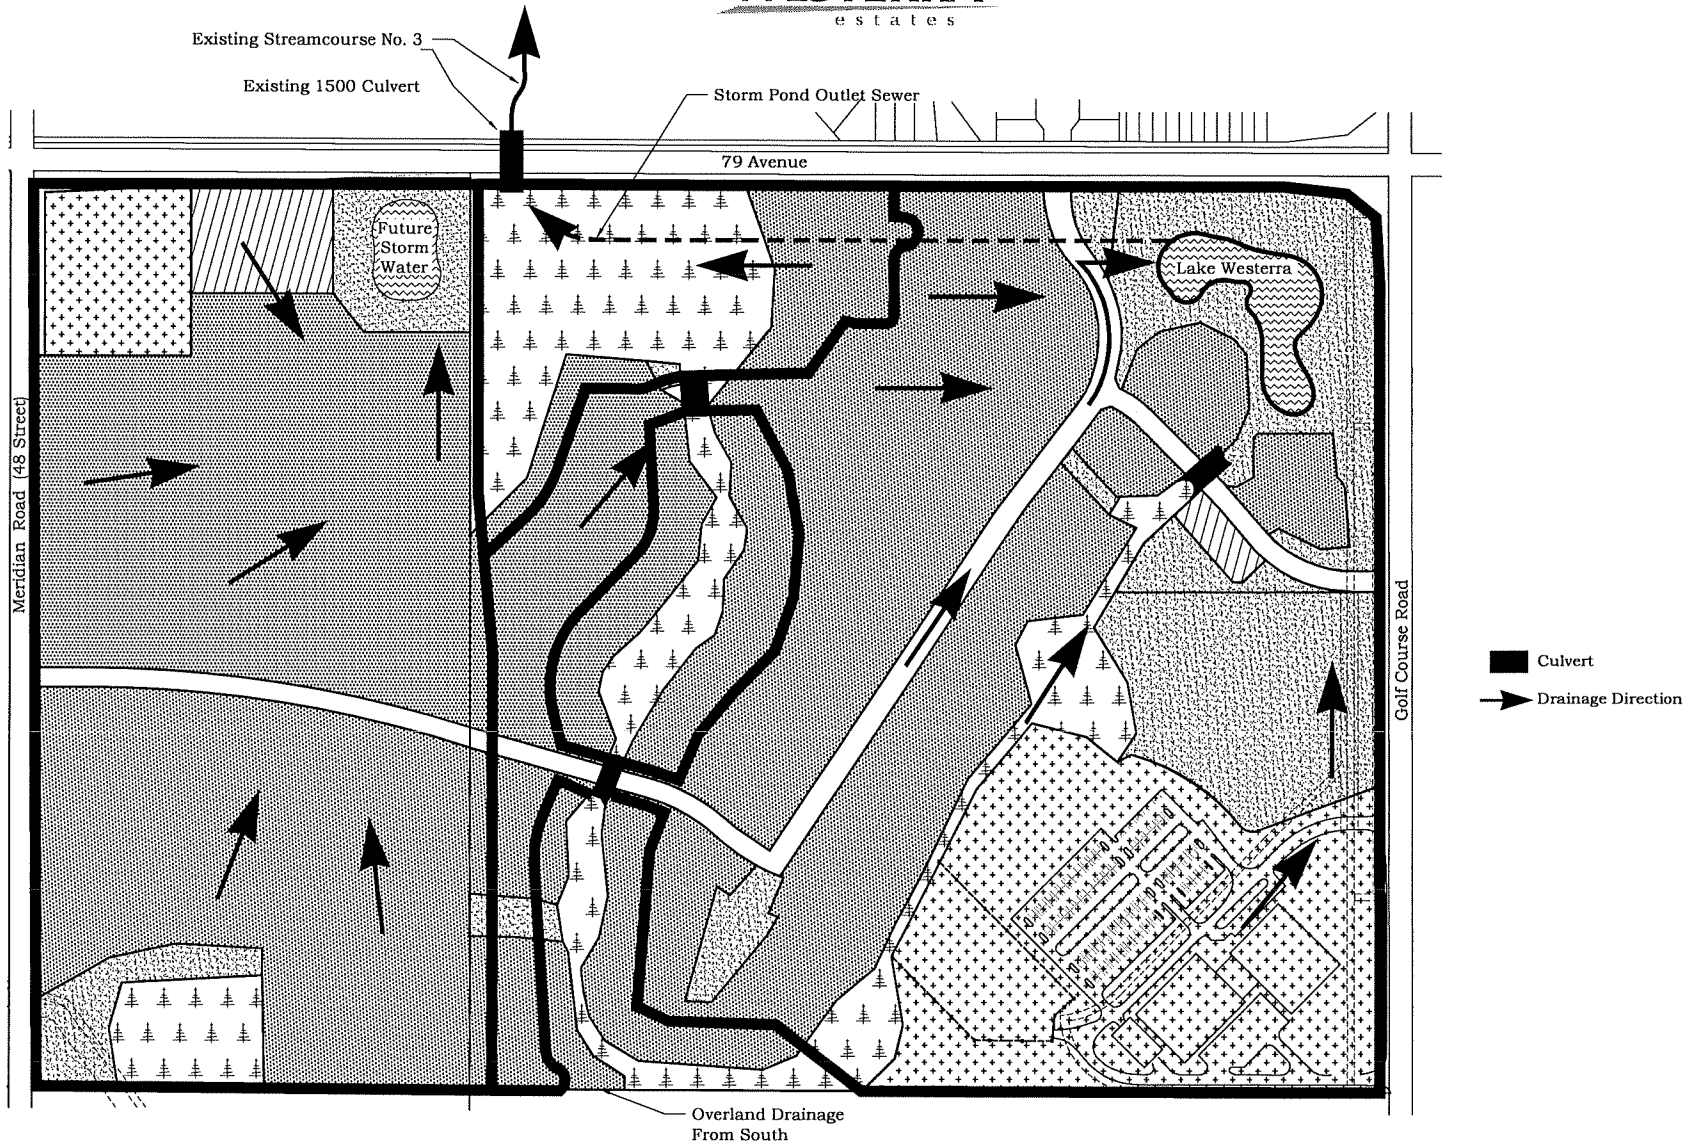 estates
Existing Streamcourse No. 3
Existing 1500 Culvert
Storm Pond Outlet Sewer
79 Avenue
Future
Storm
Water
Lake Westerra
Meridian Road (48 Street)
Golf Course Road
Culvert
Drainage Direction
Overland Drainage
From South